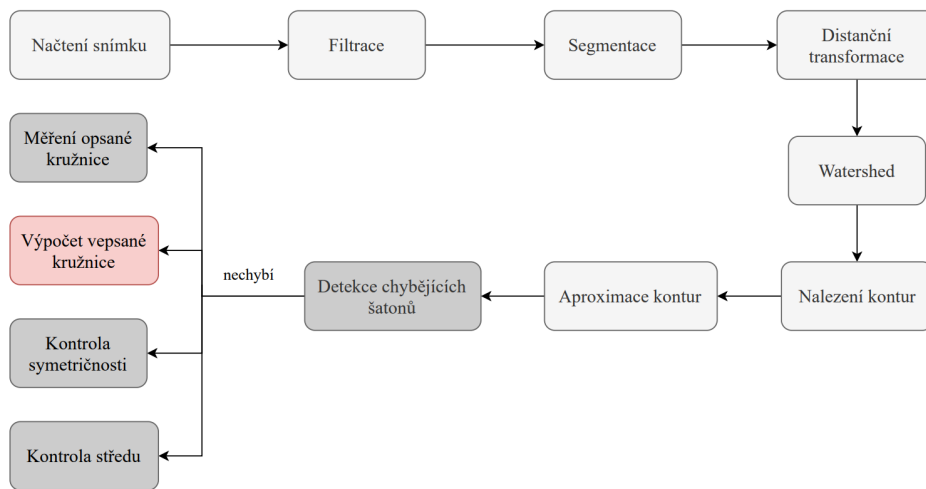 Načtení snímku
Filtrace
Segmentace
Distanční
transformace
Měření opsané
kružnice
Watershed
Výpočet vepsané
kružnice
nechybí
Detekce chybějících
šatonů
Aproximace kontur
Nalezení kontur
Kontrola
symetričnosti
Kontrola středu